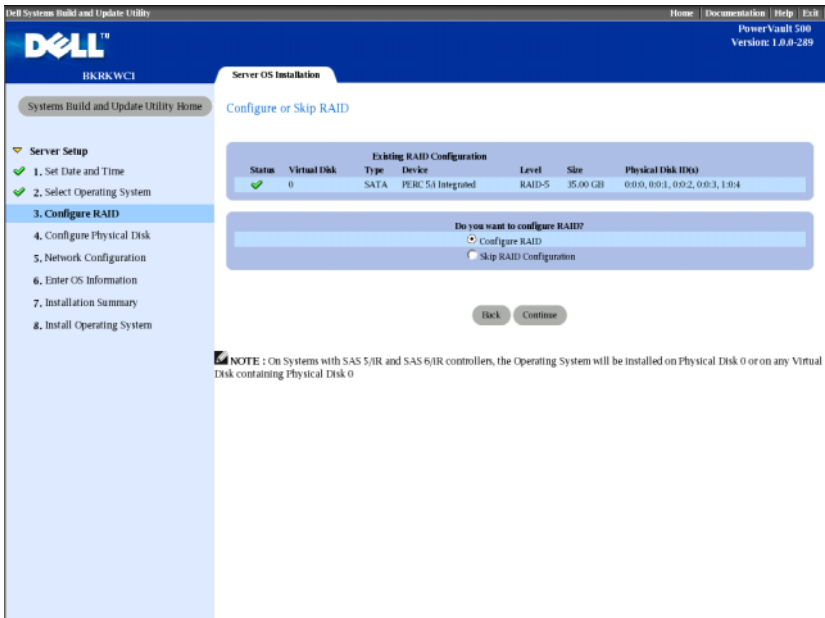 Dell Systems Build and Update Utility
Home Documentation Help Exit
DELL™
PowerVault 500
Version: 1.0.0-289
BKRKWC1
Server OS Installation
Systems Build and Update Utility Home
Configure or Skip RAID
Server Setup
1. Set Date and Time
2. Select Operating System
3. Configure RAID
4. Configure Physical Disk
5. Network Configuration
6. Enter OS Information
7. Installation Summary
8. Install Operating System
Existing RAID Configuration
Status Virtual Disk Type Device Level Size Physical Disk ID(s)
0 SATA PERC 5/i Integrated RAID-5 35.00 GB 0:0:0, 0:0:1, 0:0:2, 0:0:3, 1:0:4
Do you want to configure RAID?
Configure RAID
Skip RAID Configuration
Back Continue
NOTE : On Systems with SAS 5/iR and SAS 6/iR controllers, the Operating System will be installed on Physical Disk 0 or on any Virtual
Disk containing Physical Disk 0